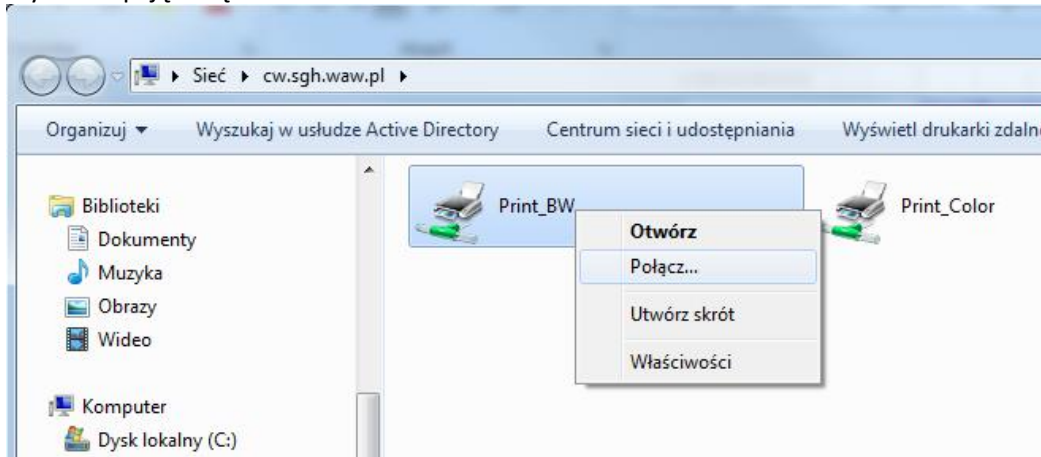 Sieć ▸ cw.sgh.waw.pl ▸
Organizuj Wyszukaj w usłudze Active Directory Centrum sieci i udostępniania Wyświetl drukarki zdaln
Biblioteki
Dokumenty
Muzyka
Obrazy
Wideo
Komputer
Dysk lokalny (C:)
Print_BW
Print_Color
Otwórz
Połącz...
Utwórz skrót
Właściwości